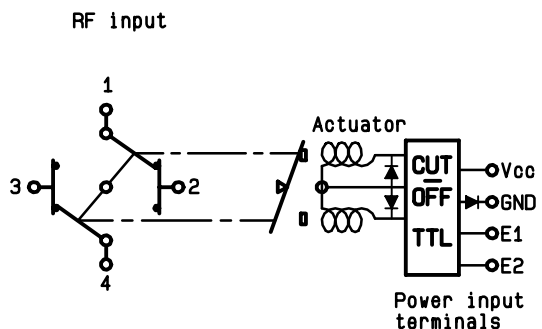 RF input
1
Actuator
CUT
OFF
TTL
Vcc
GND
E1
E2
3
2
4
Power input
terminals